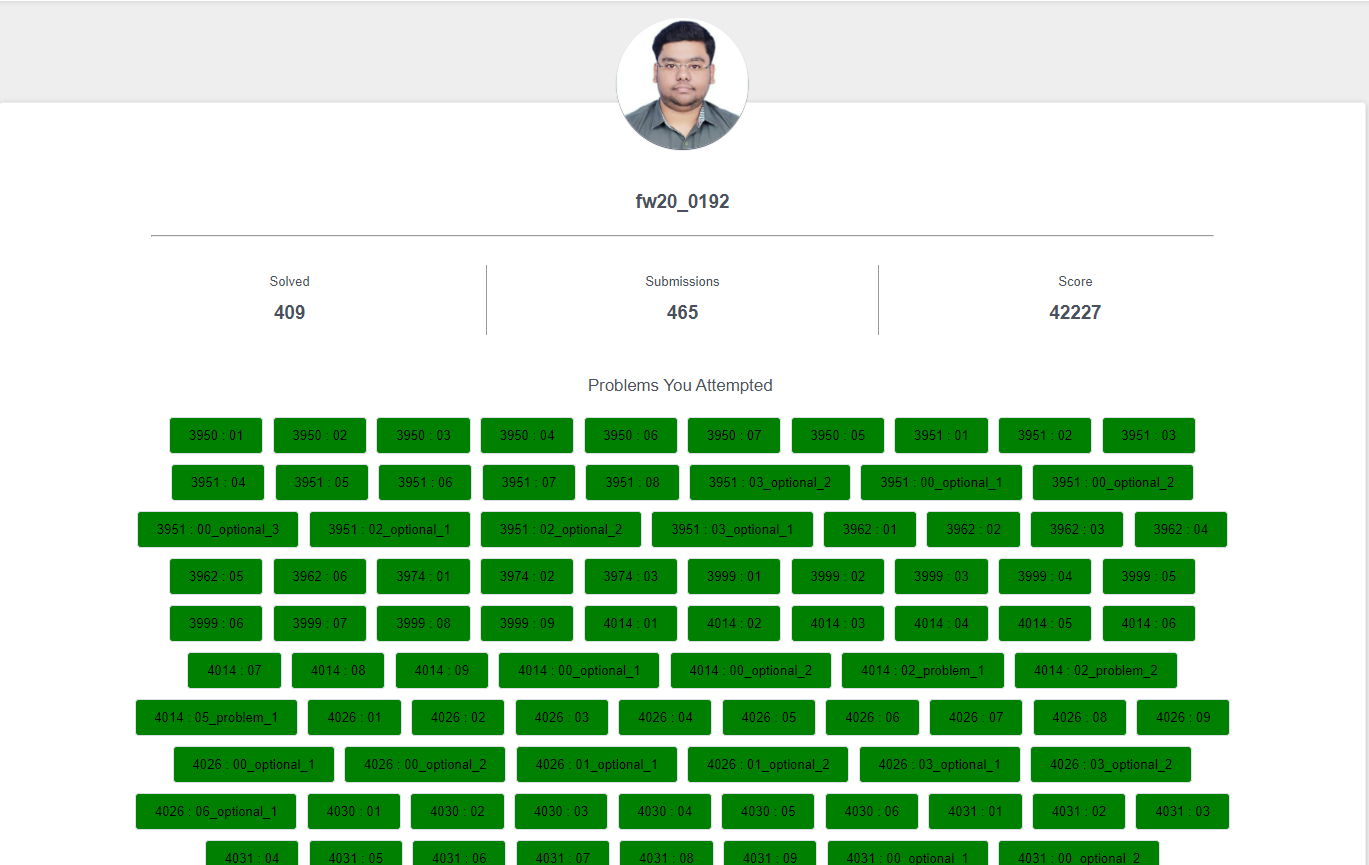 fw20_0192
Solved Submissions Score
409 465 42227
Problems You Attempted
3950 : 01 3950 : 02 3950 : 03 3950 : 04 3950 : 06 3950 : 07 3950 : 05 3951 : 01 3951 : 02 3951 : 03
3951 : 04 3951 : 05 3951 : 06 3951 : 07 3951 : 08 3951 : 03_optional_2 3951 : 00_optional_1 3951 : 00_optional_2
3951 : 00_optional_3 3951 : 02_optional_1 3951 : 02_optional_2 3951 : 03_optional_1 3962 : 01 3962 : 02 3962 : 03 3962 : 04
3962 : 05 3962 : 06 3974 : 01 3974 : 02 3974 : 03 3999 : 01 3999 : 02 3999 : 03 3999 : 04 3999 : 05
3999 : 06 3999 : 07 3999 : 08 3999 : 09 4014 : 01 4014 : 02 4014 : 03 4014 : 04 4014 : 05 4014 : 06
4014 : 07 4014 : 08 4014 : 09 4014 : 00_optional_1 4014 : 00_optional_2 4014 : 02_problem_1 4014 : 02_problem_2
4014 : 05_problem_1 4026 : 01 4026 : 02 4026 : 03 4026 : 04 4026 : 05 4026 : 06 4026 : 07 4026 : 08 4026 : 09
4026 : 00_optional_1 4026 : 00_optional_2 4026 : 01_optional_1 4026 : 01_optional_2 4026 : 03_optional_1 4026 : 03_optional_2
4026 : 06_optional_1 4030 : 01 4030 : 02 4030 : 03 4030 : 04 4030 : 05 4030 : 06 4031 : 01 4031 : 02 4031 : 03
4031 : 04 4031 : 05 4031 : 06 4031 : 07 4031 : 08 4031 : 09 4031 : 00_optional_1 4031 : 00_optional_2